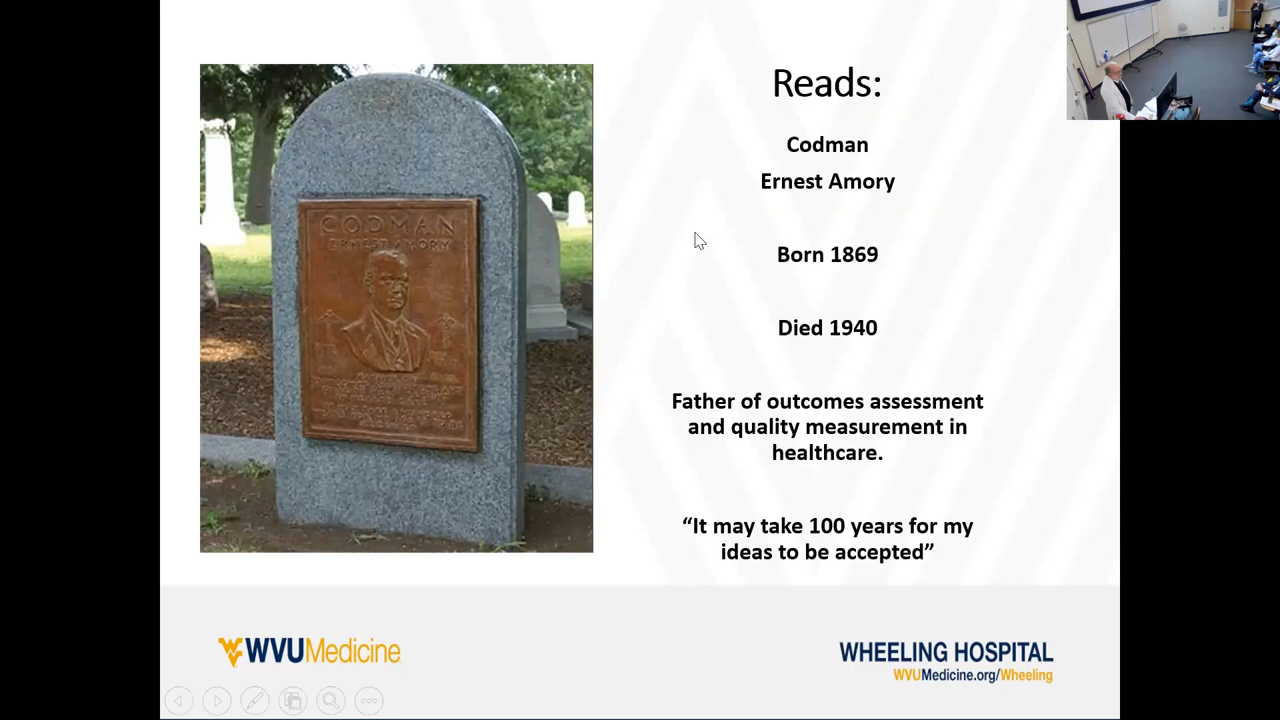 CODMAN
ERNEST AMORY
Reads:
Codman
Ernest Amory
Born 1869
Died 1940
Father of outcomes assessment
and quality measurement in
healthcare.
“It may take 100 years for my
ideas to be accepted”
WVUMedicine
WHEELING HOSPITAL
WVUMedicine.org/Wheeling